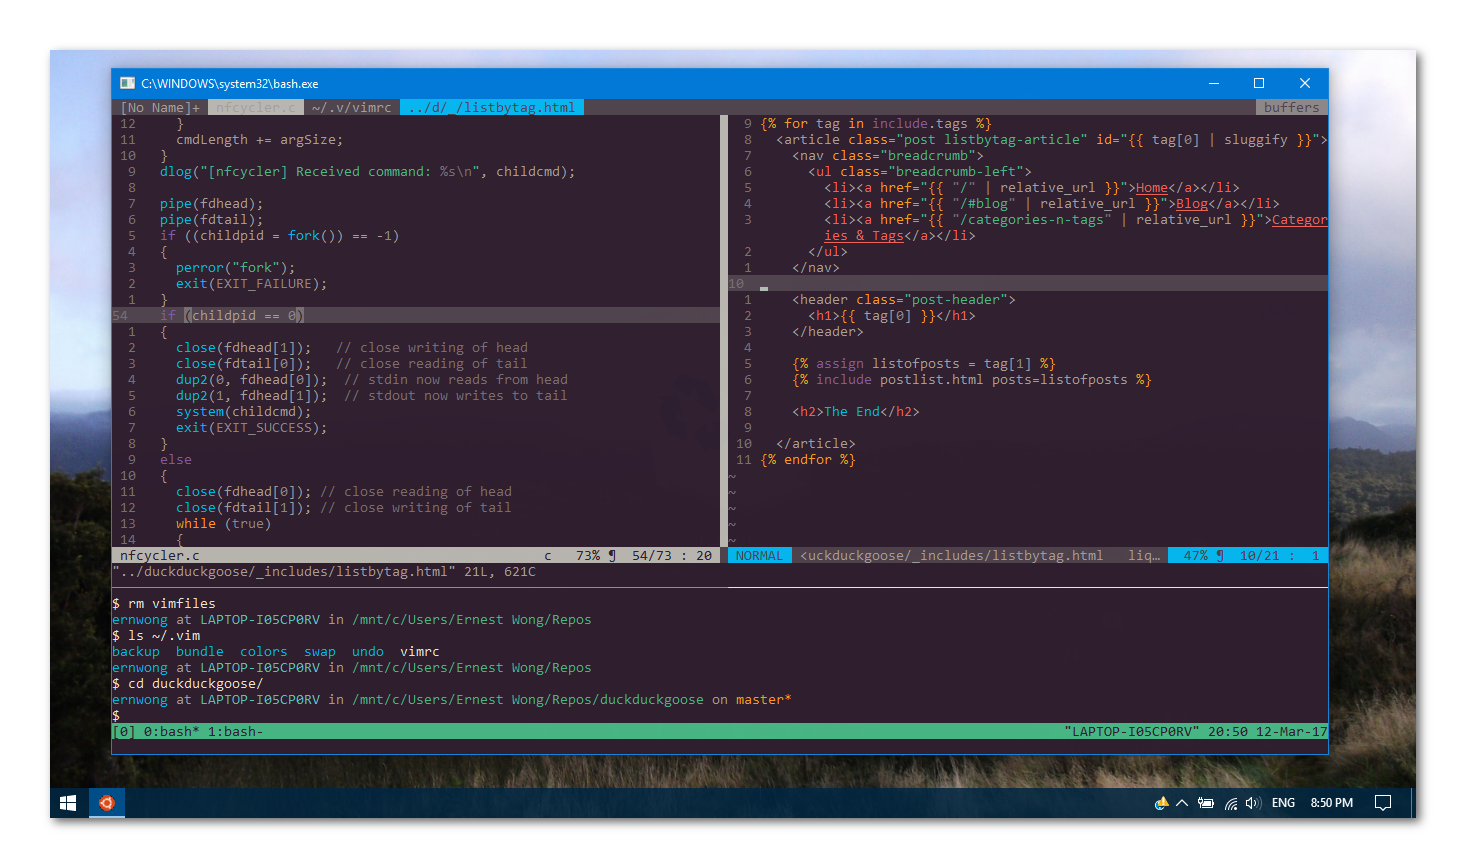 C:\WINDOWS\system32\bash.exe
[No Name]+ nfcycler.c ~/.v/vimrc ../d/_/listbytag.html buffers
12 }
11 cmdLength += argSize;
10 }
9 dlog("[nfcycler] Received command: %s\n", childcmd);
8
7 pipe(fdhead);
6 pipe(fdtail);
5 if ((childpid = fork()) == -1)
4 {
3 perror("fork");
2 exit(EXIT_FAILURE);
1 }
54 if (childpid == 0)
1 {
2 close(fdhead[1]); // close writing of head
3 close(fdtail[0]); // close reading of tail
4 dup2(0, fdhead[0]); // stdin now reads from head
5 dup2(1, fdhead[1]); // stdout now writes to tail
6 system(childcmd);
7 exit(EXIT_SUCCESS);
8 }
9 else
10 {
11 close(fdhead[0]); // close reading of head
12 close(fdtail[1]); // close writing of tail
13 while (true)
14 {
nfcycler.c c 73% ¶ 54/73 : 20
9 {% for tag in include.tags %}
8 <article class="post listbytag-article" id="{{ tag[0] | sluggify }}">
7 <nav class="breadcrumb">
6 <ul class="breadcrumb-left">
5 <li><a href="{{ "/" | relative_url }}">Home</a></li>
4 <li><a href="{{ "/#blog" | relative_url }}">Blog</a></li>
3 <li><a href="{{ "/categories-n-tags" | relative_url }}">Categor
ies & Tags</a></li>
2 </ul>
1 </nav>
10
1 <header class="post-header">
2 <h1>{{ tag[0] }}</h1>
3 </header>
4
5 {% assign listofposts = tag[1] %}
6 {% include postlist.html posts=listofposts %}
7
8 <h2>The End</h2>
9
10 </article>
11 {% endfor %}
~
~
~
~
~
NORMAL <uckduckgoose/_includes/listbytag.html liq… 47% ¶ 10/21 : 1
"../duckduckgoose/_includes/listbytag.html" 21L, 621C
$ rm vimfiles
ernwong at LAPTOP-I05CP0RV in /mnt/c/Users/Ernest Wong/Repos
$ ls ~/.vim
backup bundle colors swap undo vimrc
ernwong at LAPTOP-I05CP0RV in /mnt/c/Users/Ernest Wong/Repos
$ cd duckduckgoose/
ernwong at LAPTOP-I05CP0RV in /mnt/c/Users/Ernest Wong/Repos/duckduckgoose on master*
$
[0] 0:bash* 1:bash- "LAPTOP-I05CP0RV" 20:50 12-Mar-17
ENG 8:50 PM